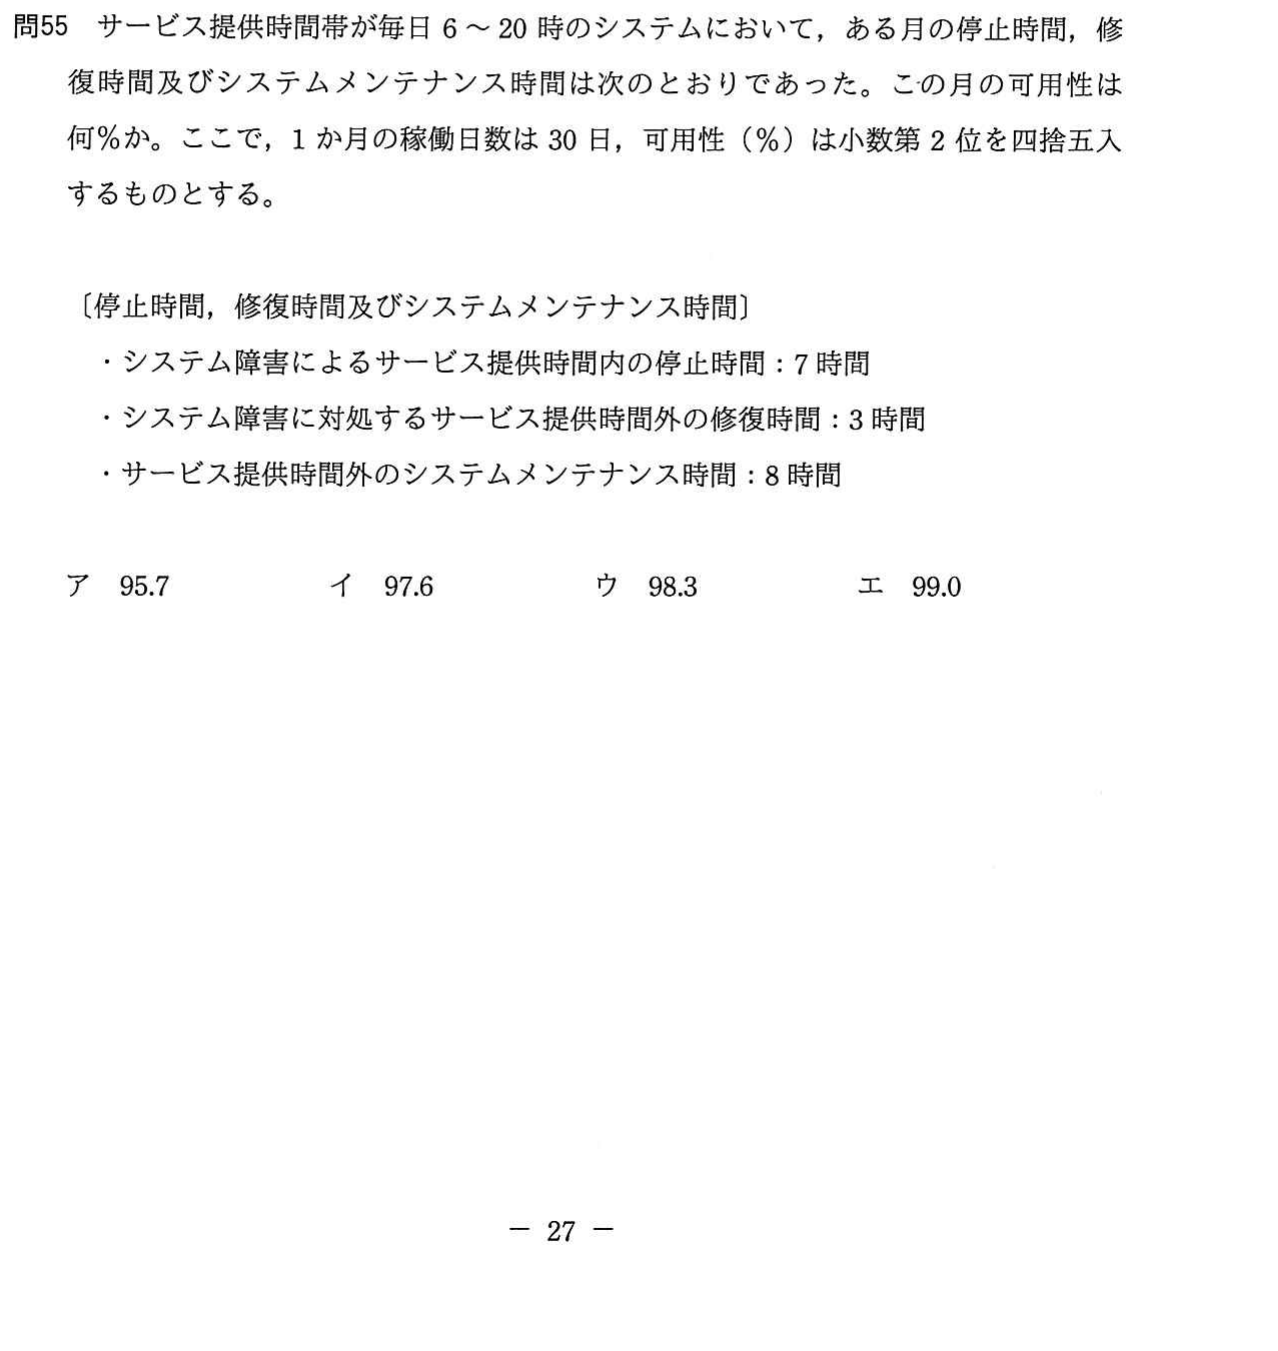 問55　サービス提供時間帯が毎日 6 ～ 20 時のシステムにおいて，ある月の停止時間，修
復時間及びシステムメンテナンス時間は次のとおりであった。この月の可用性は
何％か。ここで，1 か月の稼働日数は 30 日，可用性（％）は小数第 2 位を四捨五入
するものとする。
〔停止時間，修復時間及びシステムメンテナンス時間〕
・システム障害によるサービス提供時間内の停止時間：7 時間
・システム障害に対処するサービス提供時間外の修復時間：3 時間
・サービス提供時間外のシステムメンテナンス時間：8 時間
ア　95.7　イ　97.6　ウ　98.3　エ　99.0
－ 27 －